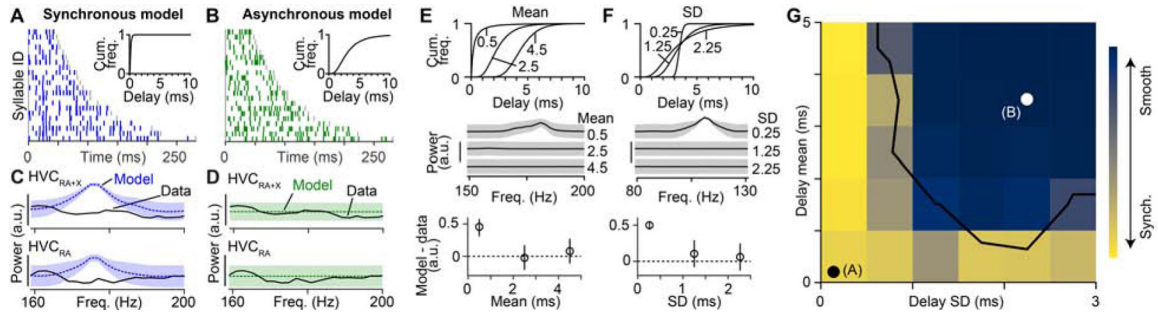 A Synchronous model
Syllable ID
Cum. freq.
1
0
0 10
Delay (ms)
0 Time (ms) 250
B Asynchronous model
Cum. freq.
1
0
0 10
Delay (ms)
0 Time (ms) 250
C
HVCRA+X
Model
Data
Power (a.u.)
HVCRA
Power (a.u.)
160 Freq. (Hz) 200
D
HVCRA+X
Model
Data
HVCRA
160 Freq. (Hz) 200
E Mean
Cum. freq.
1
0
0.5
4.5
2.5
0 5 10
Delay (ms)
Power (a.u.)
Mean
0.5
2.5
4.5
150 200
Freq. (Hz)
Model - data (a.u.)
0.5
0
0 2 4
Mean (ms)
F SD
1
0
0.25
1.25
2.25
0 5 10
Delay (ms)
SD
0.25
1.25
2.25
80 130
Freq. (Hz)
0.5
0
0 1 2
SD (ms)
G
5
Delay mean (ms)
0
(B)
(A)
0 Delay SD (ms) 3
Smooth
Synch.